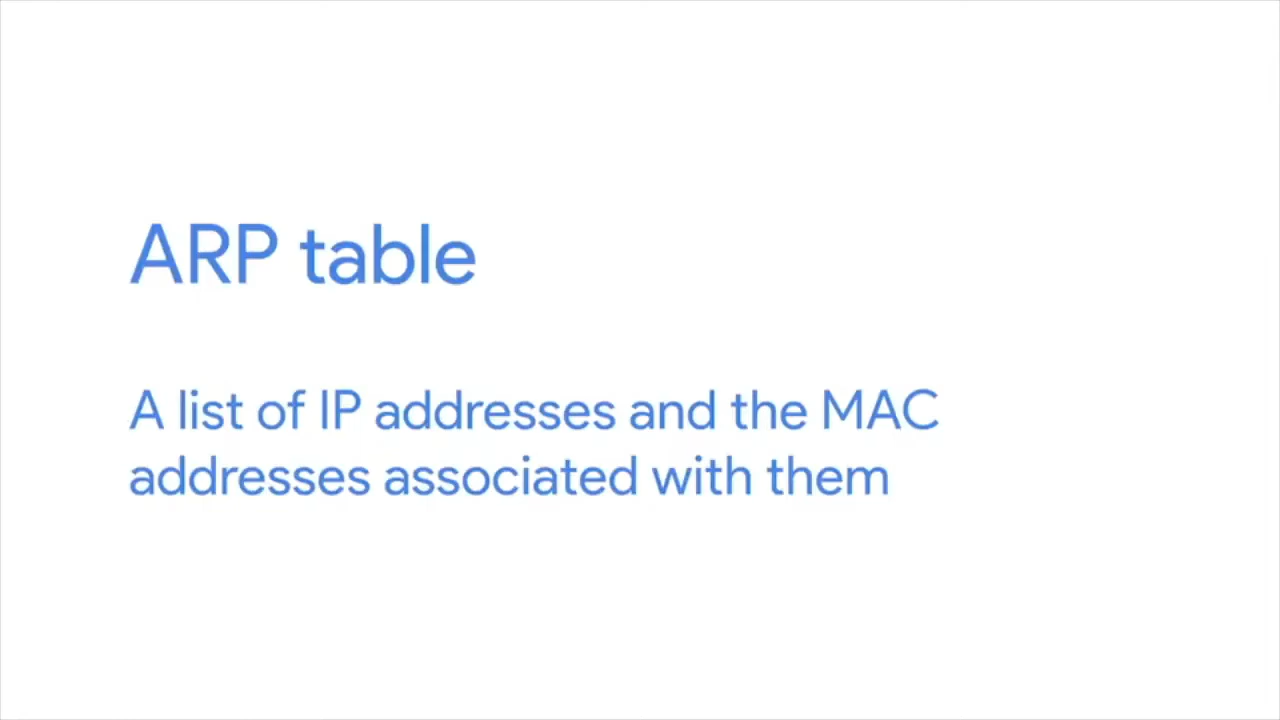 ARP table
A list of IP addresses and the MAC
addresses associated with them